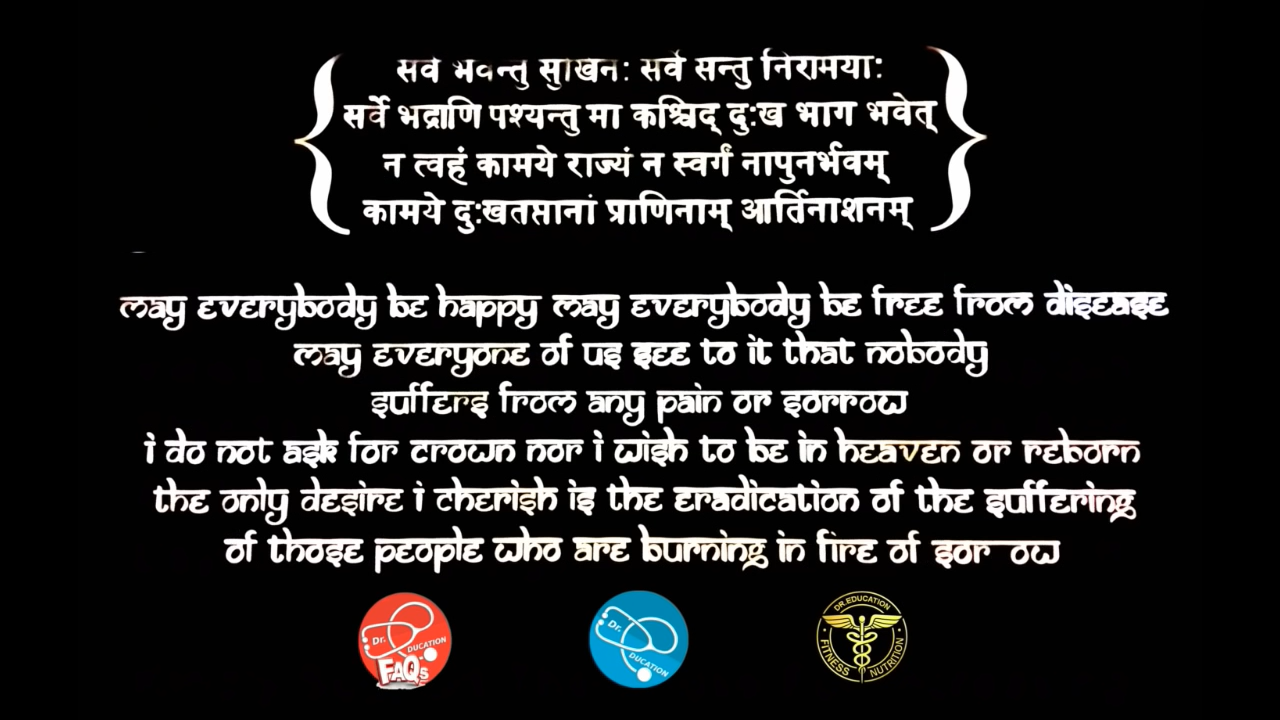 सर्वे भवन्तु सुखिन: सर्वे सन्तु निरामया:
सर्वे भद्राणि पश्यन्तु मा कश्चिद् दु:ख भाग भवेत्
न त्वहं कामये राज्यं न स्वर्गं नापुनर्भवम्
कामये दु:खतप्तानां प्राणिनाम् आर्तिनाशनम्
may everybody be happy may everybody be free from disease
may everyone of us see to it that nobody
suffers from any pain or sorrow
i do not ask for crown nor i wish to be in heaven or reborn
the only desire i cherish is the eradication of the suffering
of those people who are burning in fire of sor ow
Dr. DUCATION
FAQs
Dr. DUCATION
DR.EDUCATION
FITNESS NUTRITION